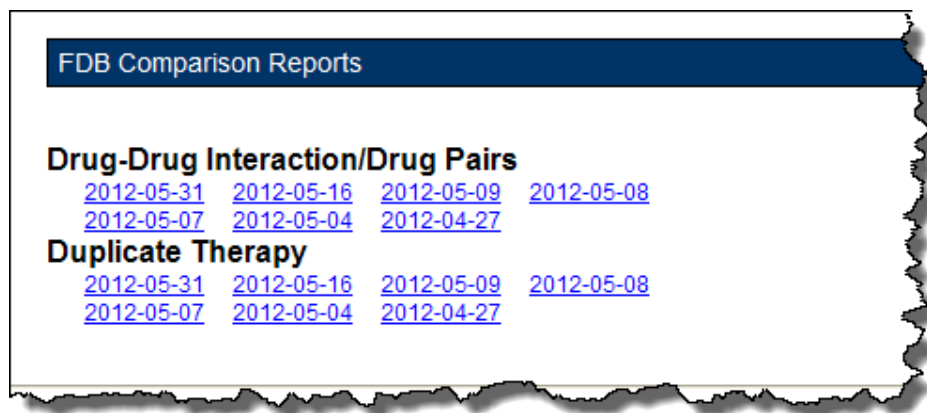 FDB Comparison Reports
Drug-Drug Interaction/Drug Pairs
2012-05-31 2012-05-16 2012-05-09 2012-05-08
2012-05-07 2012-05-04 2012-04-27
Duplicate Therapy
2012-05-31 2012-05-16 2012-05-09 2012-05-08
2012-05-07 2012-05-04 2012-04-27